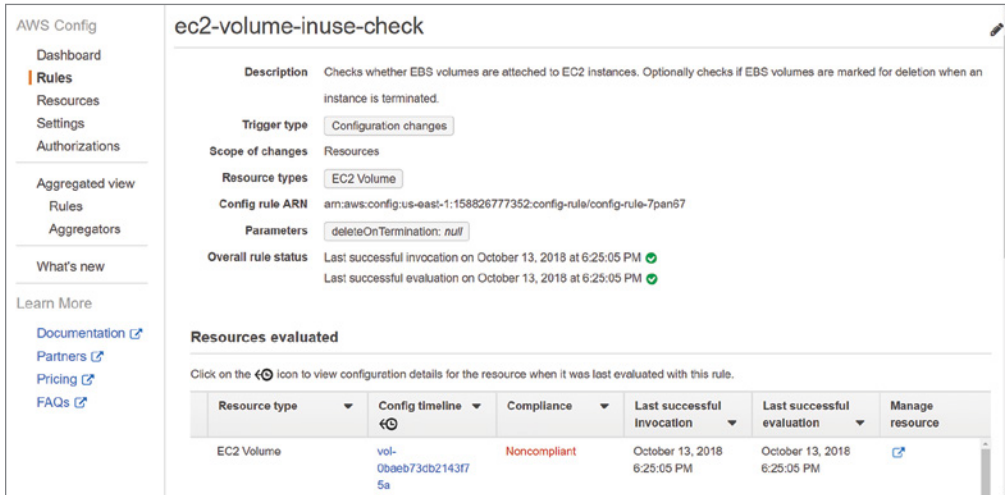 AWS Config
Dashboard
Rules
Resources
Settings
Authorizations
Aggregated view
Rules
Aggregators
What's new
Learn More
Documentation
Partners
Pricing
FAQs
ec2-volume-inuse-check
Description Checks whether EBS volumes are attached to EC2 instances. Optionally checks if EBS volumes are marked for deletion when an
instance is terminated.
Trigger type Configuration changes
Scope of changes Resources
Resource types EC2 Volume
Config rule ARN arn:aws:config:us-east-1:158826777352:config-rule/config-rule-7pan67
Parameters deleteOnTermination: null
Overall rule status Last successful invocation on October 13, 2018 at 6:25:05 PM
Last successful evaluation on October 13, 2018 at 6:25:05 PM
Resources evaluated
Click on the icon to view configuration details for the resource when it was last evaluated with this rule.
Resource type Config timeline Compliance Last successful Last successful Manage
Invocation evaluation resource
EC2 Volume vol- Noncompliant October 13, 2018 October 13, 2018
0baeb73db2143f7 6:25:05 PM 6:25:05 PM
5a